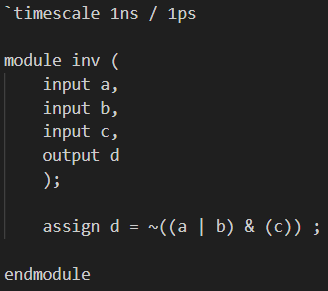 `timescale 1ns / 1ps
module inv (
    input a,
    input b,
    input c,
    output d
    );
    assign d = ~((a | b) & (c)) ;
endmodule